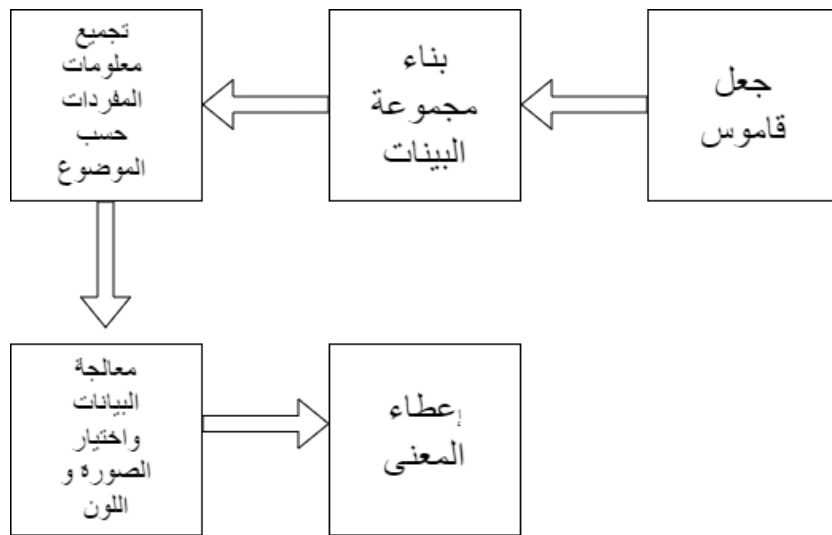 جعل
قاموس
بناء
مجموعة
البينات
تجميع
معلومات
المفردات
حسب
الموضوع
معالجة
البيانات
واختيار
الصورة و
اللون
إعطاء
المعنى